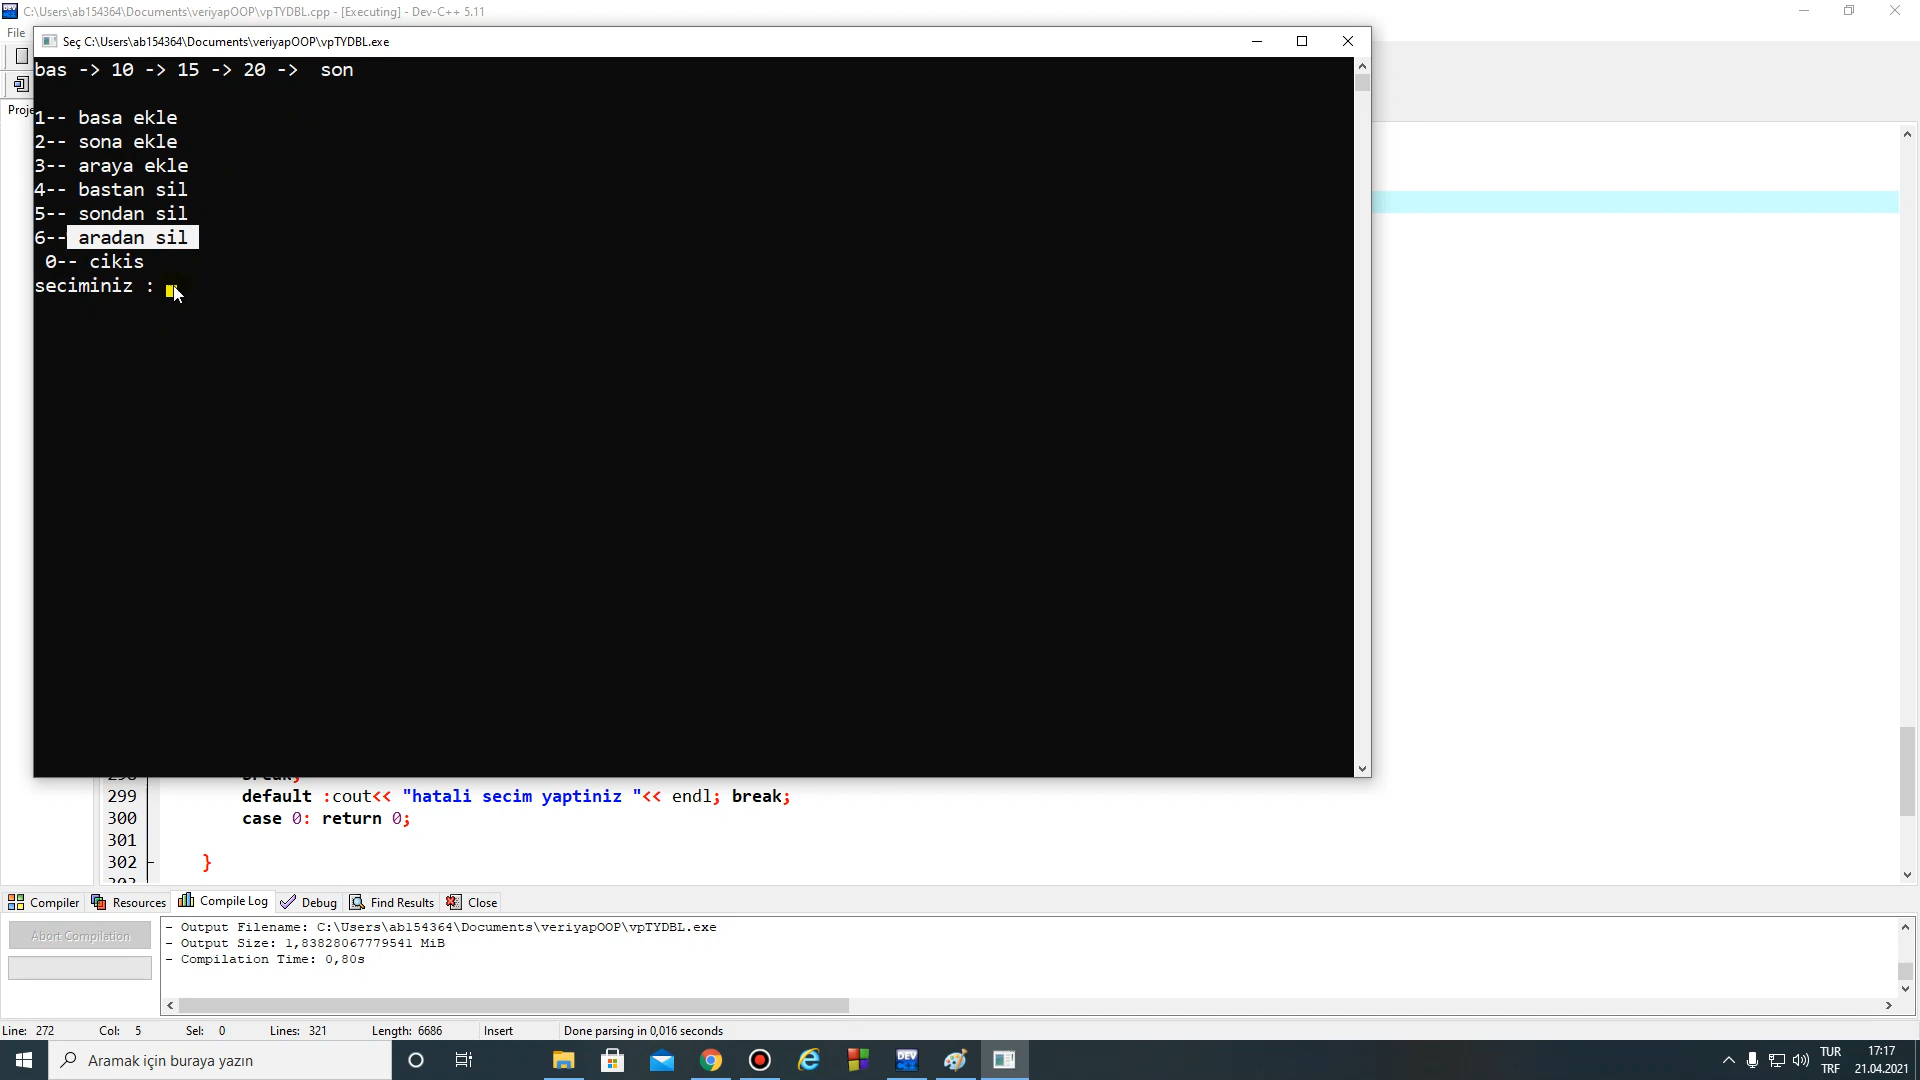 C:\Users\ab154364\Documents\veriyapOOP\vpTYDBL.cpp - [Executing] - Dev-C++ 5.11
File
Seç C:\Users\ab154364\Documents\veriyapOOP\vpTYDBL.exe
bas -> 10 -> 15 -> 20 ->  son
Proje
1-- basa ekle
2-- sona ekle
3-- araya ekle
4-- bastan sil
5-- sondan sil
6-- aradan sil
0-- cikis
seciminiz :
298 break;
299 default :cout<< "hatali secim yaptiniz "<< endl; break;
300 case 0: return 0;
301
302 }
Compiler Resources Compile Log Debug Find Results Close
Abort Compilation
- Output Filename: C:\Users\ab154364\Documents\veriyapOOP\vpTYDBL.exe
- Output Size: 1,83828067779541 MiB
- Compilation Time: 0,80s
Line: 272 Col: 5 Sel: 0 Lines: 321 Length: 6686 Insert Done parsing in 0,016 seconds
Aramak için buraya yazın
DEV
TUR
TRF
17:17
21.04.2021